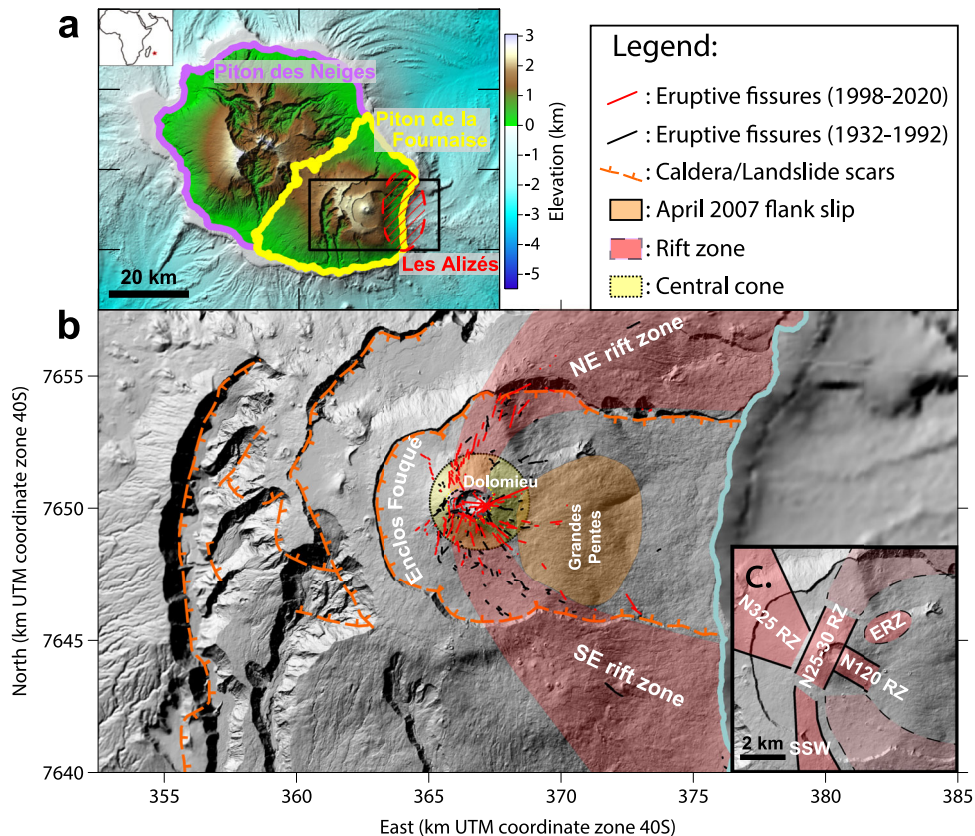 a
Piton des Neiges
Piton de la
Fournaise
Les Alizés
20 km
3
2
1
0
-1
-2
-3
-4
-5
Elevation (km)
Legend:
: Eruptive fissures (1998-2020)
: Eruptive fissures (1932-1992)
: Caldera/Landslide scars
: April 2007 flank slip
: Rift zone
: Central cone
b
NE rift zone
Enclos Fouqué
Dolomieu
Grandes
Pentes
SE rift zone
North (km UTM coordinate zone 40S)
7655
7650
7645
7640
c.
N325 RZ
N25-30 RZ
ERZ
N120 RZ
SSW
2 km
355
360
365
370
375
380
385
East (km UTM coordinate zone 40S)